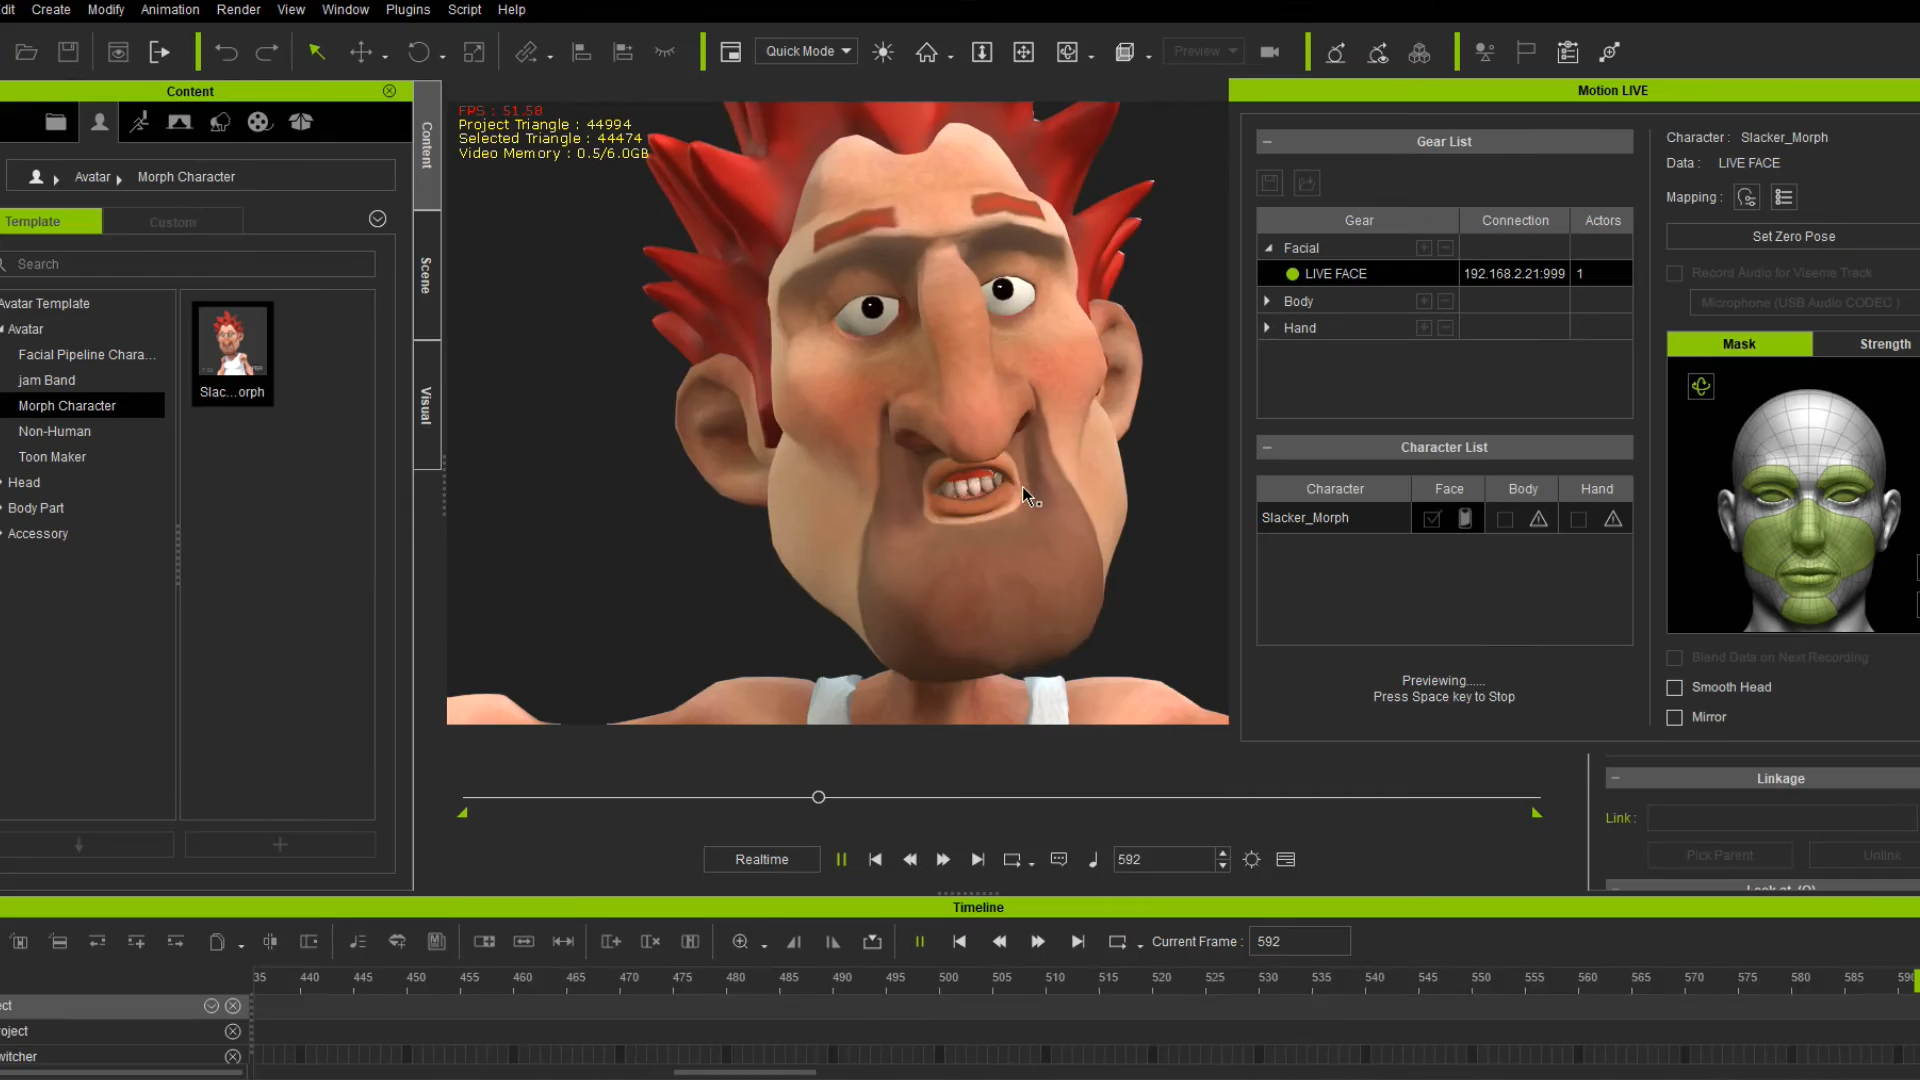 dit Create Modify Animation Render View Window Plugins Script Help
Quick Mode
Preview
Content
Avatar Morph Character
Template Custom
Search
Avatar Template
Avatar
Facial Pipeline Chara...
jam Band
Morph Character
Non-Human
Toon Maker
Head
Body Part
Accessory
Slac...orph
Content
Scene
Visual
FPS : 51.58
Project Triangle : 44994
Selected Triangle : 44474
Video Memory : 0.5/6.0GB
Motion LIVE
Gear List
Gear Connection Actors
Facial
LIVE FACE 192.168.2.21:999 1
Body
Hand
Character List
Character Face Body Hand
Slacker_Morph
Previewing......
Press Space key to Stop
Character : Slacker_Morph
Data : LIVE FACE
Mapping :
Set Zero Pose
Record Audio for Viseme Track
Microphone (USB Audio CODEC )
Mask Strength
Blend Data on Next Recording
Smooth Head
Mirror
Linkage
Link :
Pick Parent Unlink
Look at (O)
Realtime 592
Timeline
Current Frame : 592
35 440 445 450 455 460 465 470 475 480 485 490 495 500 505 510 515 520 525 530 535 540 545 550 555 560 565 570 575 580 585 590
ect
roject
witcher